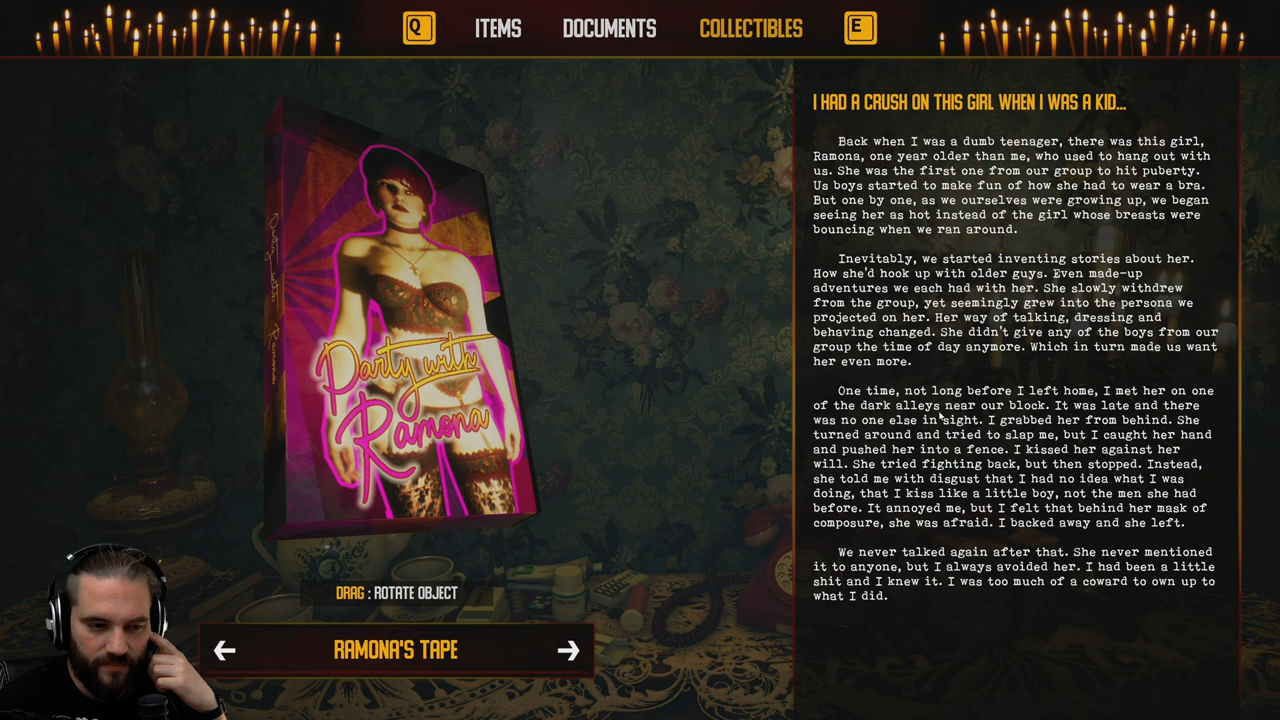 Q
ITEMS
DOCUMENTS
COLLECTIBLES
E
I HAD A CRUSH ON THIS GIRL WHEN I WAS A KID...
Back when I was a dumb teenager, there was this girl,
Ramona, one year older than me, who used to hang out with
us. She was the first one from our group to hit puberty.
Us boys started to make fun of how she had to wear a bra.
But one by one, as we ourselves were growing up, we began
seeing her as hot instead of the girl whose breasts were
bouncing when we ran around.
Inevitably, we started inventing stories about her.
How she'd hook up with older guys. Even made-up
adventures we each had with her. She slowly withdrew
from the group, yet seemingly grew into the persona we
projected on her. Her way of talking, dressing and
behaving changed. She didn't give any of the boys from our
group the time of day anymore. Which in turn made us want
her even more.
One time, not long before I left home, I met her on one
of the dark alleys near our block. It was late and there
was no one else in sight. I grabbed her from behind. She
turned around and tried to slap me, but I caught her hand
and pushed her into a fence. I kissed her against her
will. She tried fighting back, but then stopped. Instead,
she told me with disgust that I had no idea what I was
doing, that I kiss like a little boy, not the men she had
before. It annoyed me, but I felt that behind her mask of
composure, she was afraid. I backed away and she left.
We never talked again after that. She never mentioned
it to anyone, but I always avoided her. I had been a little
shit and I knew it. I was too much of a coward to own up to
what I did.
Party with Ramona
Party with
Ramona
DRAG : ROTATE OBJECT
← RAMONA'S TAPE →